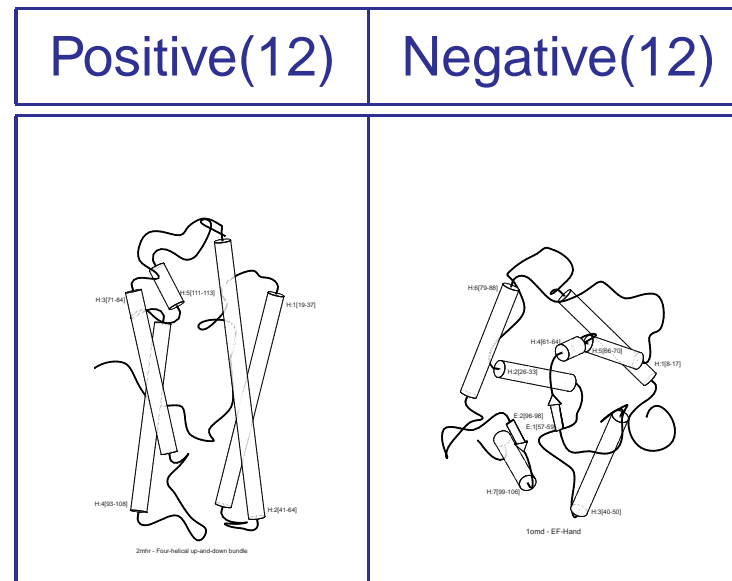 Positive(12)
Negative(12)
H:3[71-84]
H:5[111-113]
H:1[19-37]
H:4[93-108]
H:2[41-64]
2mhr - Four-helical up-and-down bundle
H:6[79-88]
H:4[61-64]
H:5[66-70]
H:1[8-17]
H:2[26-33]
E:2[96-98]
E:1[57-59]
H:7[99-106]
H:3[40-50]
1omd - EF-Hand